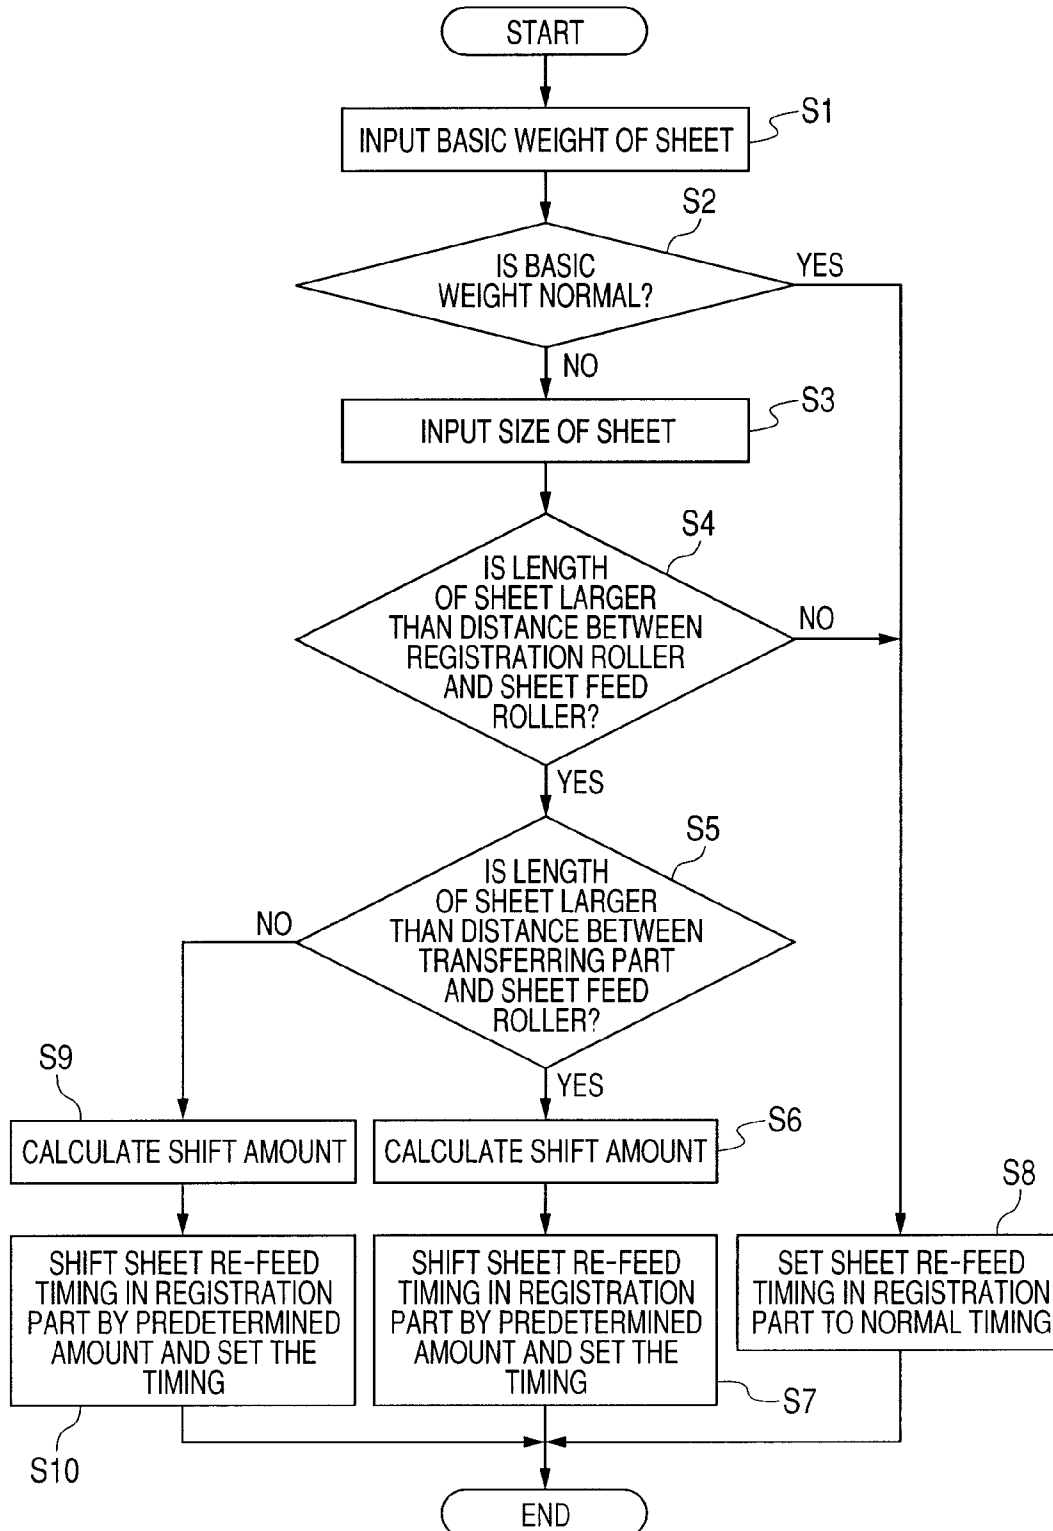 START
S1
INPUT BASIC WEIGHT OF SHEET
S2
IS BASIC
WEIGHT NORMAL?
YES
NO
S3
INPUT SIZE OF SHEET
S4
IS LENGTH
OF SHEET LARGER
THAN DISTANCE BETWEEN
REGISTRATION ROLLER
AND SHEET FEED
ROLLER?
NO
YES
S5
IS LENGTH
OF SHEET LARGER
THAN DISTANCE BETWEEN
TRANSFERRING PART
AND SHEET FEED
ROLLER?
NO
YES
S9
CALCULATE SHIFT AMOUNT
S6
CALCULATE SHIFT AMOUNT
S8
SHIFT SHEET RE-FEED
TIMING IN REGISTRATION
PART BY PREDETERMINED
AMOUNT AND SET THE
TIMING
S10
SHIFT SHEET RE-FEED
TIMING IN REGISTRATION
PART BY PREDETERMINED
AMOUNT AND SET THE
TIMING
S7
SET SHEET RE-FEED
TIMING IN REGISTRATION
PART TO NORMAL TIMING
END